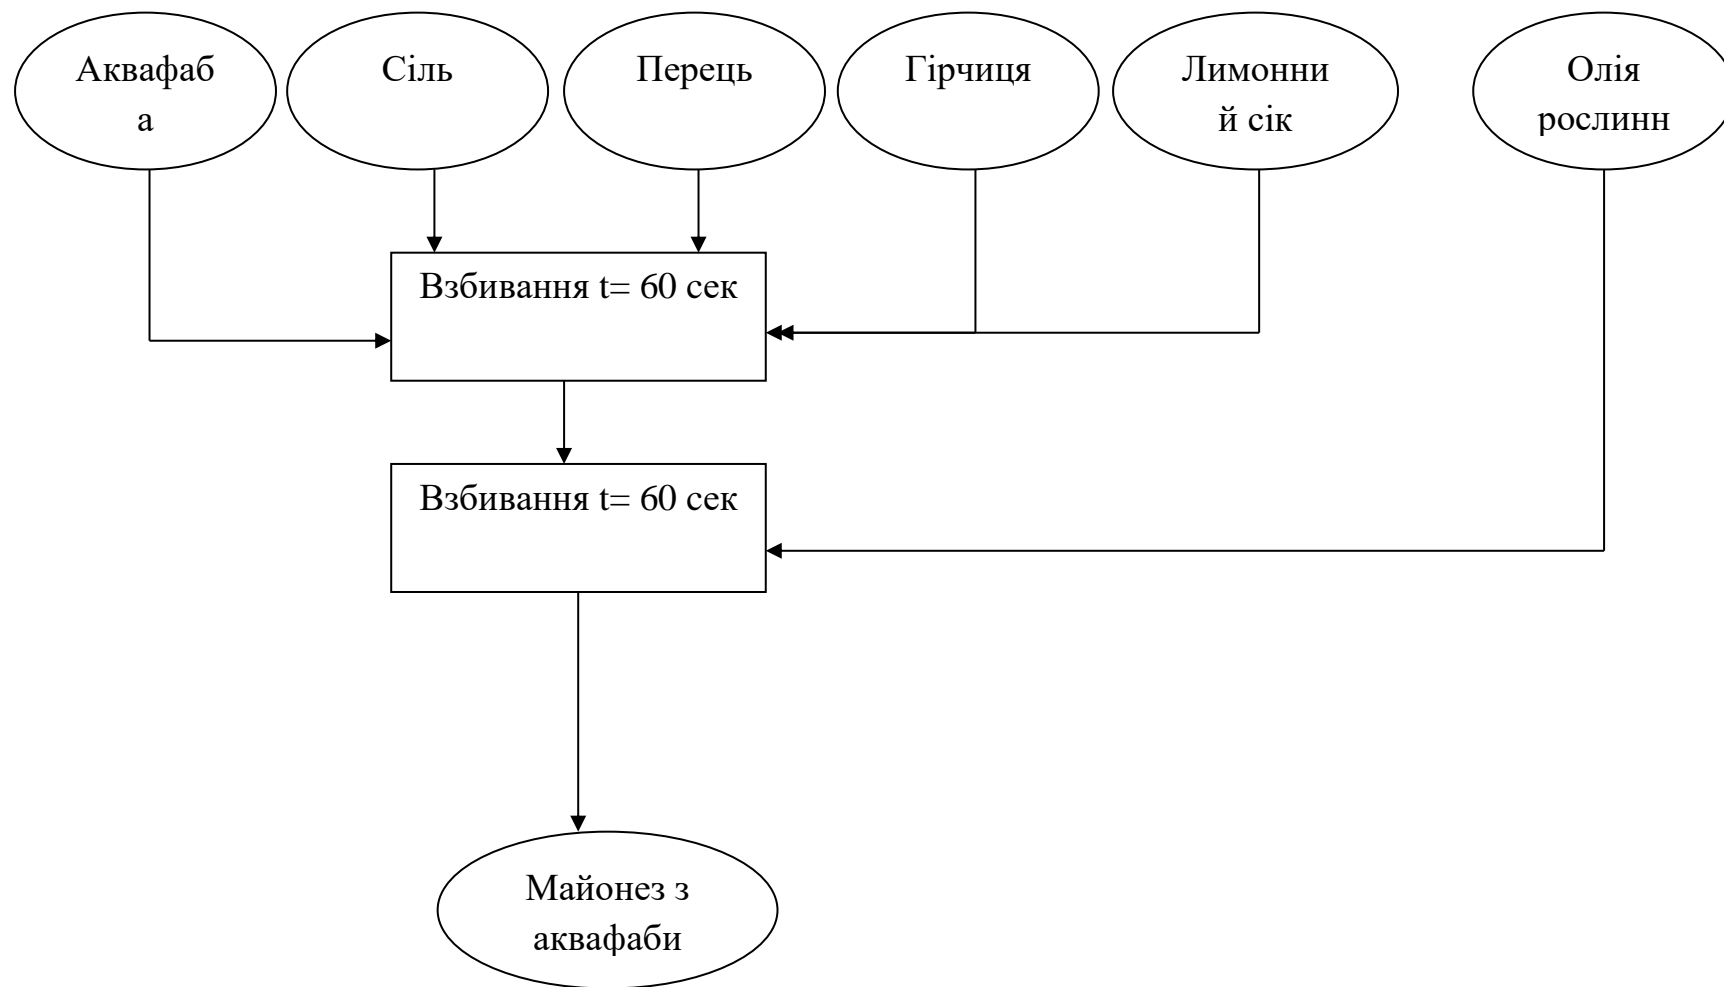 Аквафаб
а
Сіль
Перець
Гірчиця
Лимонни
й сік
Олія
рослинн
Взбивання t= 60 сек
Взбивання t= 60 сек
Майонез з
аквафаби